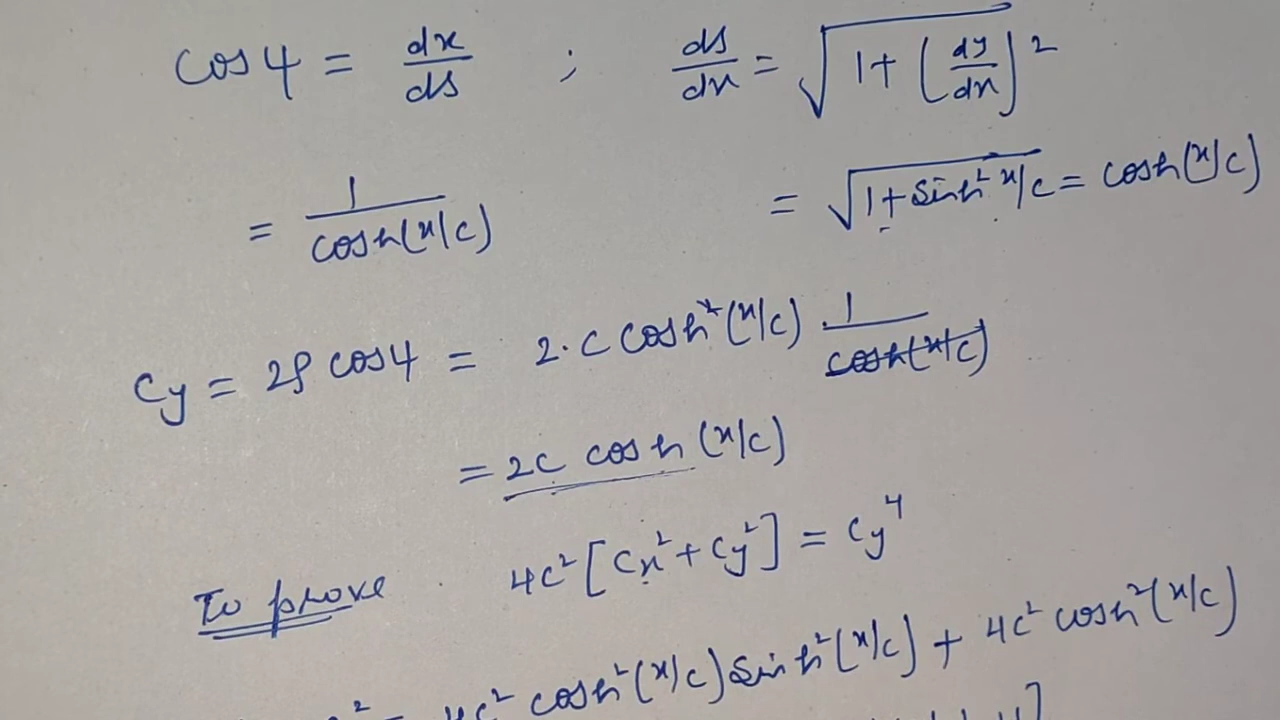 cos ψ = dx/ds ; ds/dx = √(1 + (dy/dx)²)
= 1/cosh(x/c) = √(1 + sinh² x/c) = cosh(x/c)
Cy = 2ρ cos ψ = 2·c cosh²(x/c) 1/cosh(x/c)
= 2c cosh (x/c)
To prove 4c² [Cx² + Cy²] = Cy⁴
² = 4c² cosh²(x/c) sinh²(x/c) + 4c² cosh²(x/c)